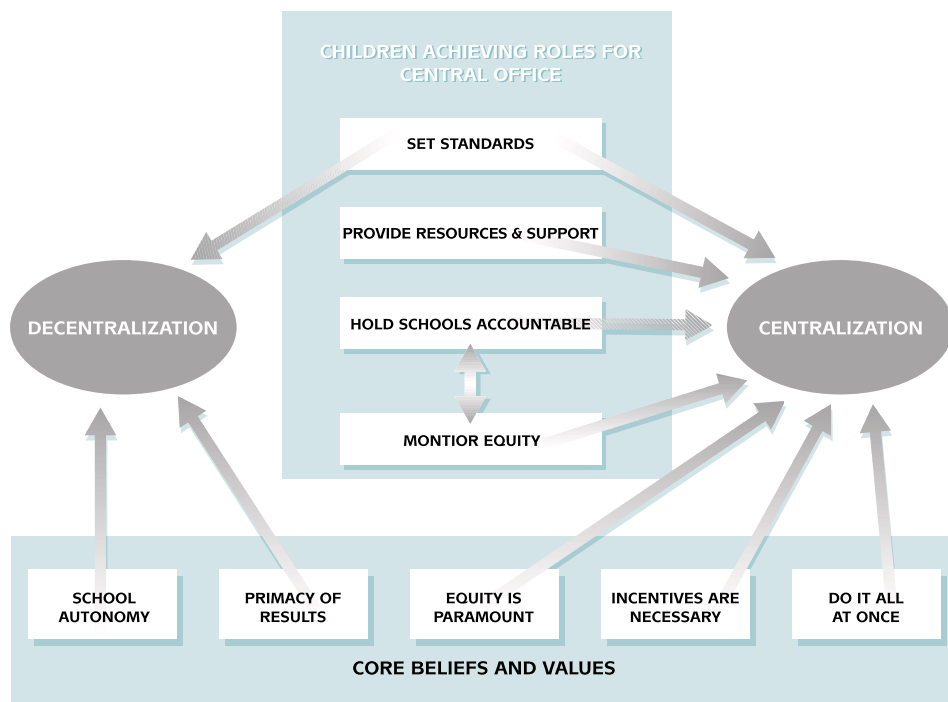 CHILDREN ACHIEVING ROLES FOR
CENTRAL OFFICE
SET STANDARDS
PROVIDE RESOURCES & SUPPORT
HOLD SCHOOLS ACCOUNTABLE
DECENTRALIZATION
CENTRALIZATION
MONTIOR EQUITY
SCHOOL
AUTONOMY
PRIMACY OF
RESULTS
EQUITY IS
PARAMOUNT
INCENTIVES ARE
NECESSARY
DO IT ALL
AT ONCE
CORE BELIEFS AND VALUES